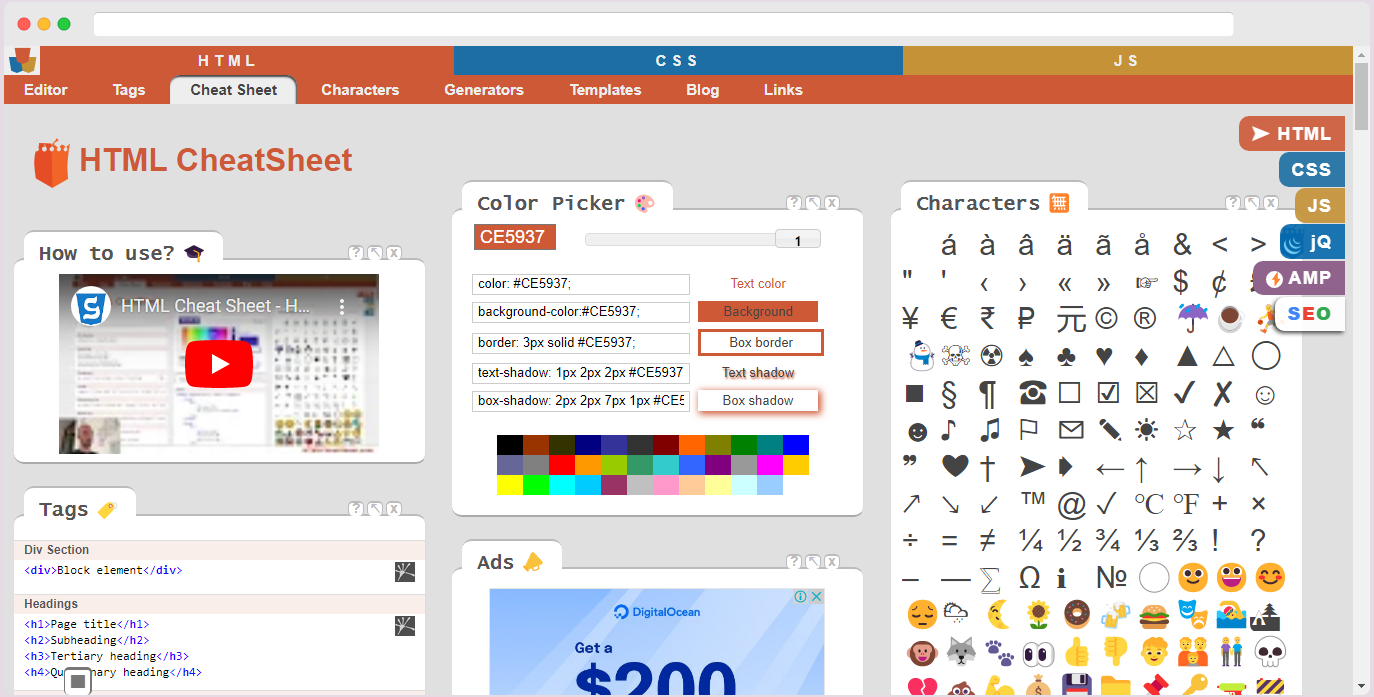 HTML
CSS
JS
Editor
Tags
Cheat Sheet
Characters
Generators
Templates
Blog
Links
HTML CheatSheet
➤ HTML
CSS
JS
jQ
AMP
SEO
How to use? 🎓
? x
HTML Cheat Sheet - H...
Tags
? x
Div Section
<div>Block element</div>
Headings
<h1>Page title</h1>
<h2>Subheading</h2>
<h3>Tertiary heading</h3>
<h4>Qu nary heading</h4>
Color Picker 🎨
? x
CE5937
1
color: #CE5937;
Text color
background-color:#CE5937;
Background
border: 3px solid #CE5937;
Box border
text-shadow: 1px 2px 2px #CE5937
Text shadow
box-shadow: 2px 2px 7px 1px #CE5
Box shadow
Ads
? x
DigitalOcean
Get a
$200
Characters 🈚
? x
á à â ä ã å & < >
" ' ‹ › « » ☞ $ ¢
¥ € ₹ ₽ 元 © ® ☔ ☕
⛄ ☠ ☢ ♠ ♣ ♥ ♦ ▲ △ ◯
■ § ¶ ☎ ☐ ☑ ☒ ✓ ✗ ☺
☻ ♪ ♫ ⚐ ✉ ✎ ☀ ☆ ★ ❝
❞ ♥ † ➤ ➧ ← ↑ → ↓ ↖
↗ ↘ ↙ ™ @ ✓ ℃ ℉ + ×
÷ = ≠ ¼ ½ ¾ ⅓ ⅔ ! ?
– — ∑ Ω ℹ № ◯ 🙂 😀 😊